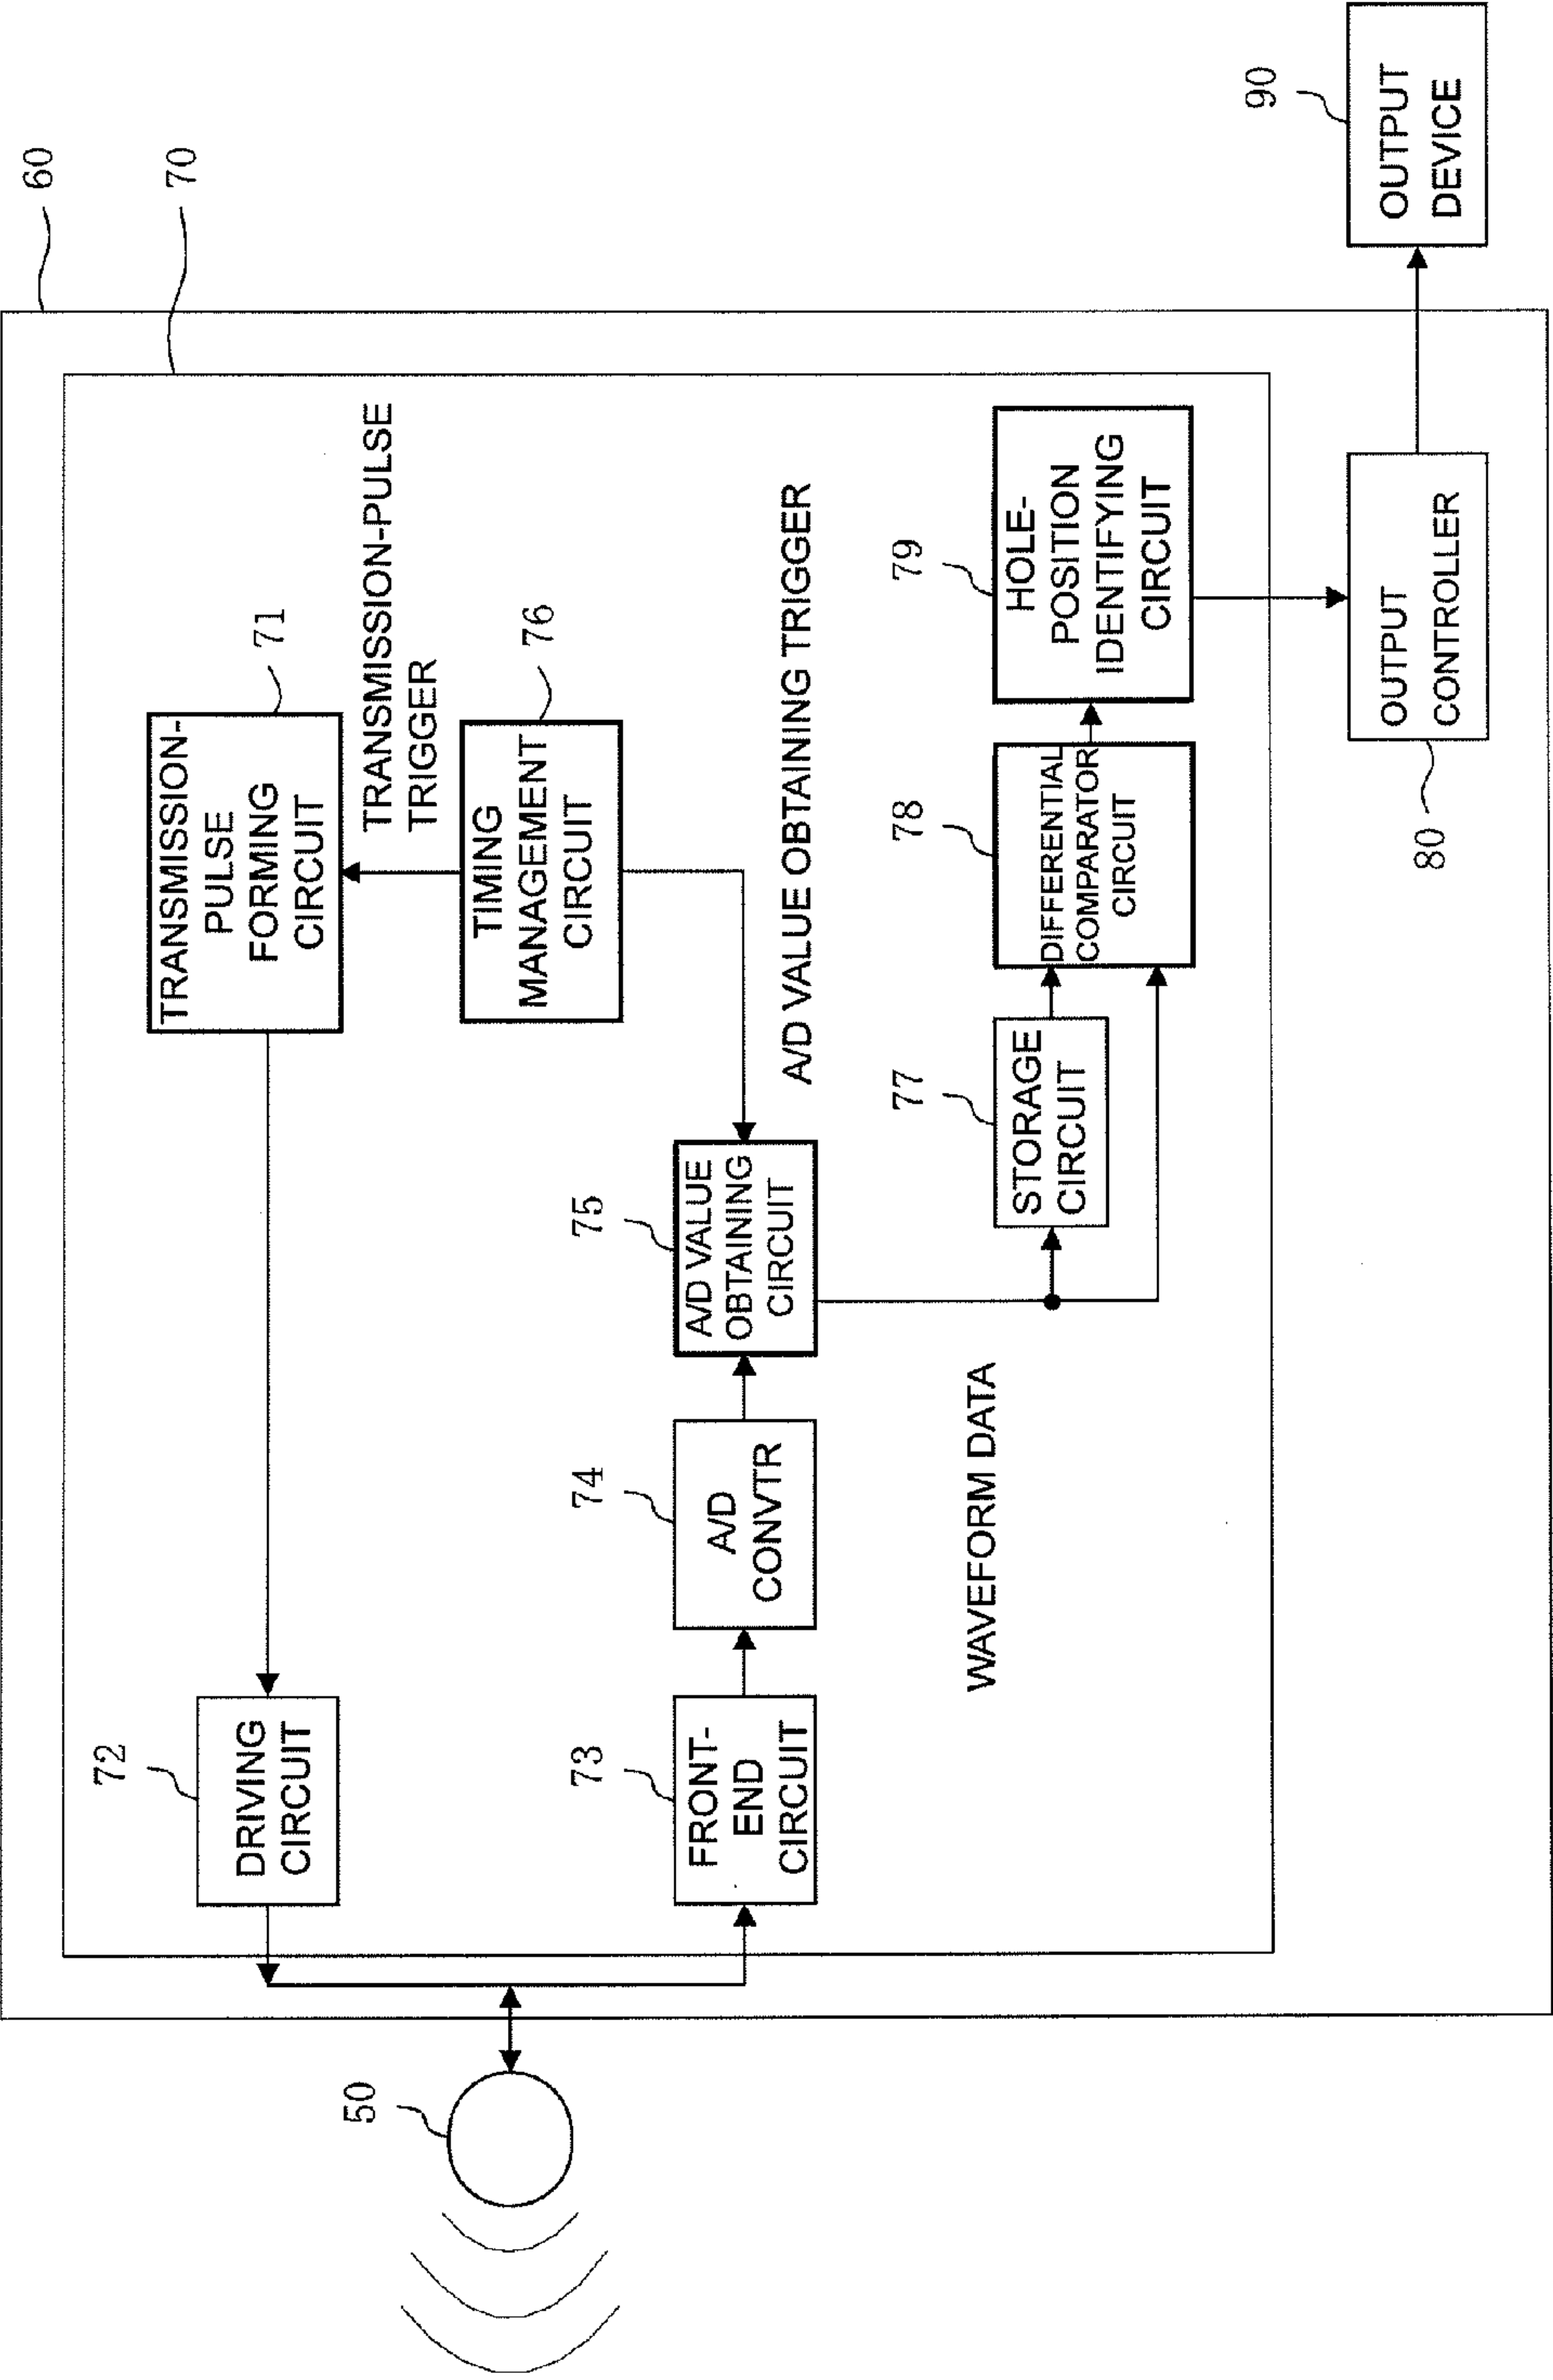 60
70
72
DRIVING
CIRCUIT
71
TRANSMISSION-
PULSE
FORMING
CIRCUIT
TRANSMISSION-PULSE
TRIGGER
76
TIMING
MANAGEMENT
CIRCUIT
50
73
FRONT-
END
CIRCUIT
74
A/D
CONVTR
75
A/D VALUE
OBTAINING
CIRCUIT
A/D VALUE OBTAINING TRIGGER
WAVEFORM DATA
77
STORAGE
CIRCUIT
78
DIFFERENTIAL
COMPARATOR
CIRCUIT
79
HOLE-
POSITION
IDENTIFYING
CIRCUIT
80
OUTPUT
CONTROLLER
90
OUTPUT
DEVICE